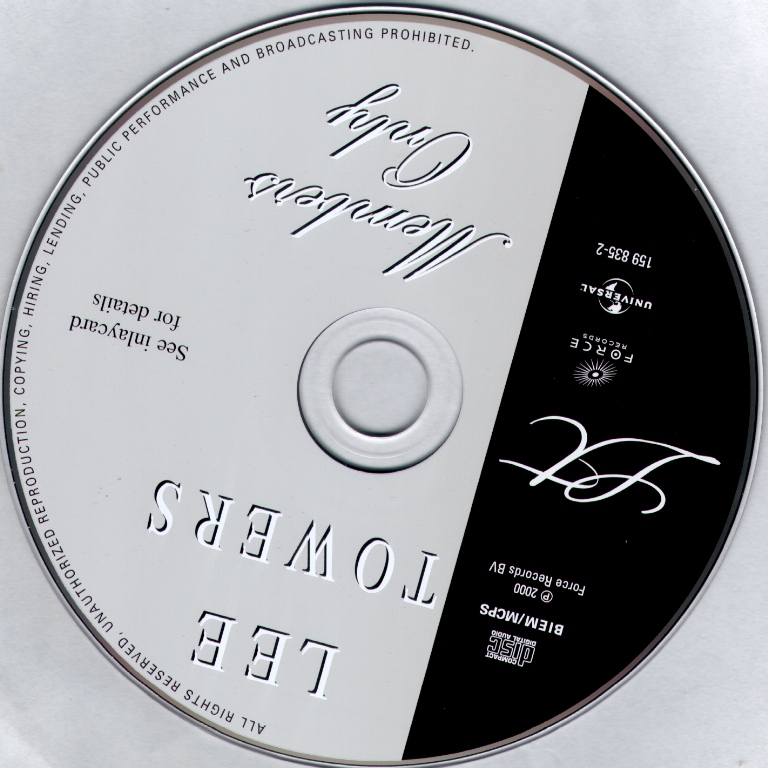 LEE
TOWERS
See inlaycard
for details
Members
Only
COMPACT
disc
DIGITAL AUDIO
BIEM/MCPS
℗ 2000
Force Records BV
FORCE
RECORDS
UNIVERSAL
159 835-2
ALL RIGHTS RESERVED, UNAUTHORIZED REPRODUCTION, COPYING, HIRING, LENDING, PUBLIC PERFORMANCE AND BROADCASTING PROHIBITED.